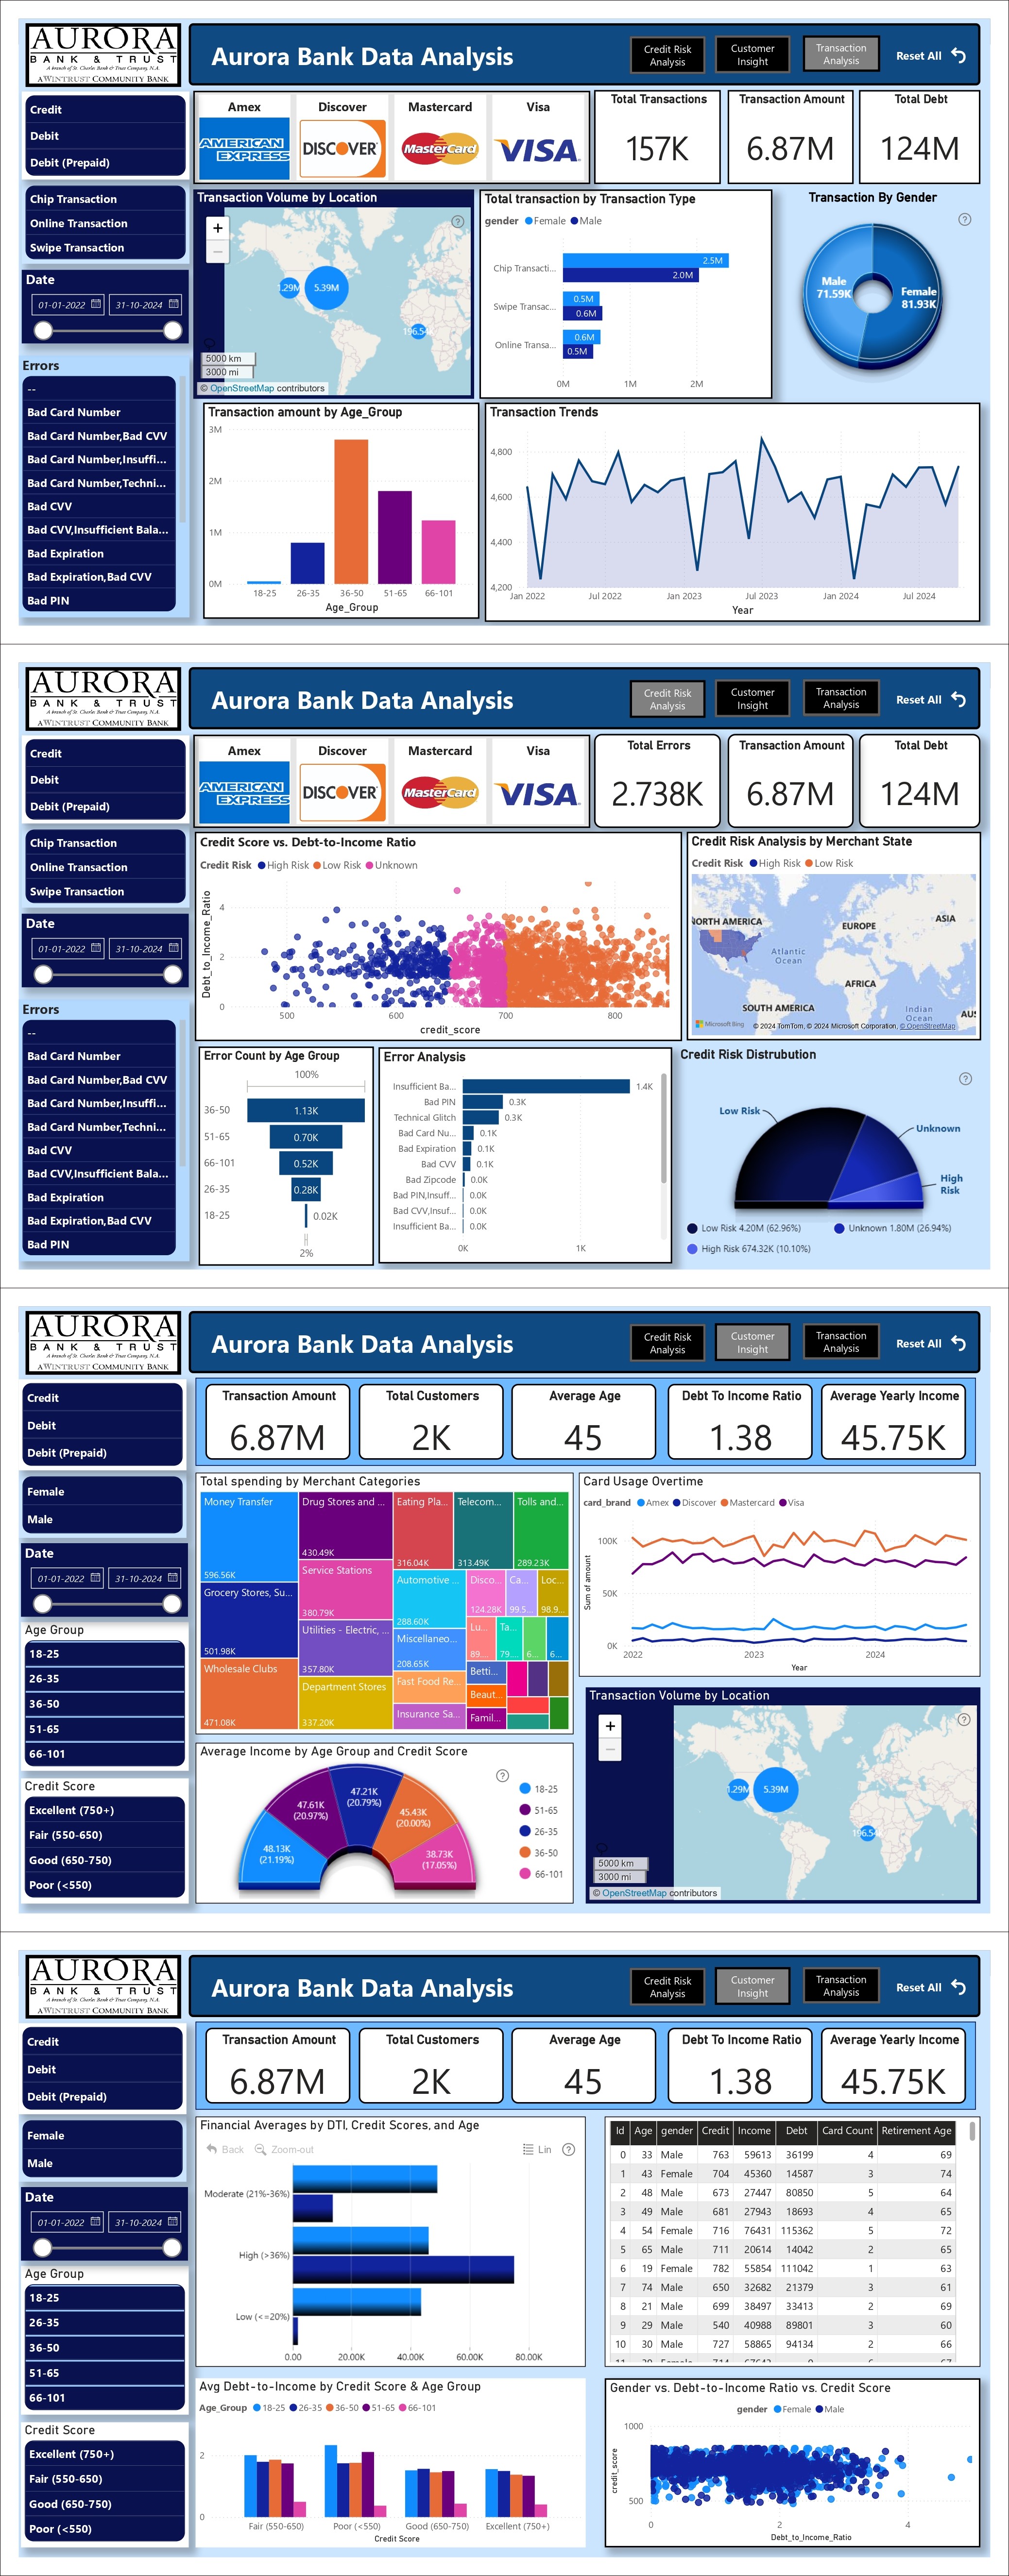 AURORA
BANK & TRUST
A branch of St. Charles Bank & Trust Company, N.A.
A WINTRUST COMMUNITY BANK
Aurora Bank Data Analysis
Credit Risk Analysis
Customer Insight
Transaction Analysis
Reset All
Credit
Debit
Debit (Prepaid)
Amex
Discover
Mastercard
Visa
AMERICAN EXPRESS
DISCOVER
MasterCard
VISA
Total Transactions
157K
Transaction Amount
6.87M
Total Debt
124M
Chip Transaction
Online Transaction
Swipe Transaction
Date
01-01-2022
31-10-2024
Errors
--
Bad Card Number
Bad Card Number,Bad CVV
Bad Card Number,Insuffi...
Bad Card Number,Techni...
Bad CVV
Bad CVV,Insufficient Bala...
Bad Expiration
Bad Expiration,Bad CVV
Bad PIN
Transaction Volume by Location
+
−
1.29M
5.39M
5000 km
3000 mi
© OpenStreetMap contributors
Total transaction by Transaction Type
gender Female Male
Chip Transacti... 2.5M
2.0M
Swipe Transac... 0.5M
0.6M
Online Transa... 0.6M
0.5M
0M 1M 2M
Transaction By Gender
Male
71.59K
Female
81.93K
Transaction amount by Age_Group
3M
2M
1M
0M
18-25 26-35 36-50 51-65 66-101
Age_Group
Transaction Trends
4,800
4,600
4,400
4,200
Jan 2022 Jul 2022 Jan 2023 Jul 2023 Jan 2024 Jul 2024
Year
AURORA
BANK & TRUST
A branch of St. Charles Bank & Trust Company, N.A.
A WINTRUST COMMUNITY BANK
Aurora Bank Data Analysis
Credit Risk Analysis
Customer Insight
Transaction Analysis
Reset All
Credit
Debit
Debit (Prepaid)
Amex
Discover
Mastercard
Visa
AMERICAN EXPRESS
DISCOVER
MasterCard
VISA
Total Errors
2.738K
Transaction Amount
6.87M
Total Debt
124M
Chip Transaction
Online Transaction
Swipe Transaction
Date
01-01-2022
31-10-2024
Errors
--
Bad Card Number
Bad Card Number,Bad CVV
Bad Card Number,Insuffi...
Bad Card Number,Techni...
Bad CVV
Bad CVV,Insufficient Bala...
Bad Expiration
Bad Expiration,Bad CVV
Bad PIN
Credit Score vs. Debt-to-Income Ratio
Credit Risk High Risk Low Risk Unknown
Debt_to_Income_Ratio
4
2
0
500 600 700 800
credit_score
Credit Risk Analysis by Merchant State
Credit Risk High Risk Low Risk
NORTH AMERICA
EUROPE
ASIA
Atlantic Ocean
AFRICA
SOUTH AMERICA
Indian Ocean
AUS
Microsoft Bing
© 2024 TomTom, © 2024 Microsoft Corporation, © OpenStreetMap
Error Count by Age Group
100%
36-50 1.13K
51-65 0.70K
66-101 0.52K
26-35 0.28K
18-25 0.02K
2%
Error Analysis
Insufficient Ba... 1.4K
Bad PIN 0.3K
Technical Glitch 0.3K
Bad Card Nu... 0.1K
Bad Expiration 0.1K
Bad CVV 0.1K
Bad Zipcode 0.0K
Bad PIN,Insuff... 0.0K
Bad CVV,Insuf... 0.0K
Insufficient Ba... 0.0K
0K 1K
Credit Risk Distrubution
Low Risk
Unknown
High Risk
Low Risk 4.20M (62.96%)
Unknown 1.80M (26.94%)
High Risk 674.32K (10.10%)
AURORA
BANK & TRUST
A branch of St. Charles Bank & Trust Company, N.A.
A WINTRUST COMMUNITY BANK
Aurora Bank Data Analysis
Credit Risk Analysis
Customer Insight
Transaction Analysis
Reset All
Credit
Debit
Debit (Prepaid)
Transaction Amount
6.87M
Total Customers
2K
Average Age
45
Debt To Income Ratio
1.38
Average Yearly Income
45.75K
Female
Male
Date
01-01-2022
31-10-2024
Age Group
18-25
26-35
36-50
51-65
66-101
Credit Score
Excellent (750+)
Fair (550-650)
Good (650-750)
Poor (<550)
Total spending by Merchant Categories
Money Transfer
596.56K
Grocery Stores, Su...
501.98K
Wholesale Clubs
471.08K
Drug Stores and ...
430.49K
Service Stations
380.79K
Utilities - Electric, ...
357.80K
Department Stores
337.20K
Eating Pla...
316.04K
Telecom...
313.49K
Tolls and...
289.23K
Automotive ...
288.60K
Miscellaneo...
208.65K
Fast Food Re...
Insurance Sa...
Disco...
124.28K
Ca...
99.5...
Loc...
98.9...
Lu...
89....
Ta...
79....
6...
6...
Betti...
Beaut...
Famil...
Card Usage Overtime
card_brand Amex Discover Mastercard Visa
Sum of amount
100K
50K
0K
2022 2023 2024
Year
Average Income by Age Group and Credit Score
48.13K
(21.19%)
47.61K
(20.97%)
47.21K
(20.79%)
45.43K
(20.00%)
38.73K
(17.05%)
18-25
51-65
26-35
36-50
66-101
Transaction Volume by Location
+
−
1.29M
5.39M
5000 km
3000 mi
© OpenStreetMap contributors
AURORA
BANK & TRUST
A branch of St. Charles Bank & Trust Company, N.A.
A WINTRUST COMMUNITY BANK
Aurora Bank Data Analysis
Credit Risk Analysis
Customer Insight
Transaction Analysis
Reset All
Credit
Debit
Debit (Prepaid)
Transaction Amount
6.87M
Total Customers
2K
Average Age
45
Debt To Income Ratio
1.38
Average Yearly Income
45.75K
Female
Male
Date
01-01-2022
31-10-2024
Age Group
18-25
26-35
36-50
51-65
66-101
Credit Score
Excellent (750+)
Fair (550-650)
Good (650-750)
Poor (<550)
Financial Averages by DTI, Credit Scores, and Age
Back Zoom-out Lin
Moderate (21%-36%)
High (>36%)
Low (<=20%)
0.00 20.00K 40.00K 60.00K 80.00K
Id Age gender Credit Income Debt Card Count Retirement Age
0 33 Male 763 59613 36199 4 69
1 43 Female 704 45360 14587 3 74
2 48 Male 673 27447 80850 5 64
3 49 Male 681 27943 18693 4 65
4 54 Female 716 76431 115362 5 72
5 65 Male 711 20614 14042 2 65
6 19 Female 782 55854 111042 1 63
7 74 Male 650 32682 21379 3 61
8 21 Male 699 38497 33413 2 69
9 29 Male 540 40988 89801 3 60
10 30 Male 727 58865 94134 2 66
Avg Debt-to-Income by Credit Score & Age Group
Age_Group 18-25 26-35 36-50 51-65 66-101
2
0
Fair (550-650) Poor (<550) Good (650-750) Excellent (750+)
Credit Score
Gender vs. Debt-to-Income Ratio vs. Credit Score
gender Female Male
credit_score
1000
500
0 2 4
Debt_to_Income_Ratio